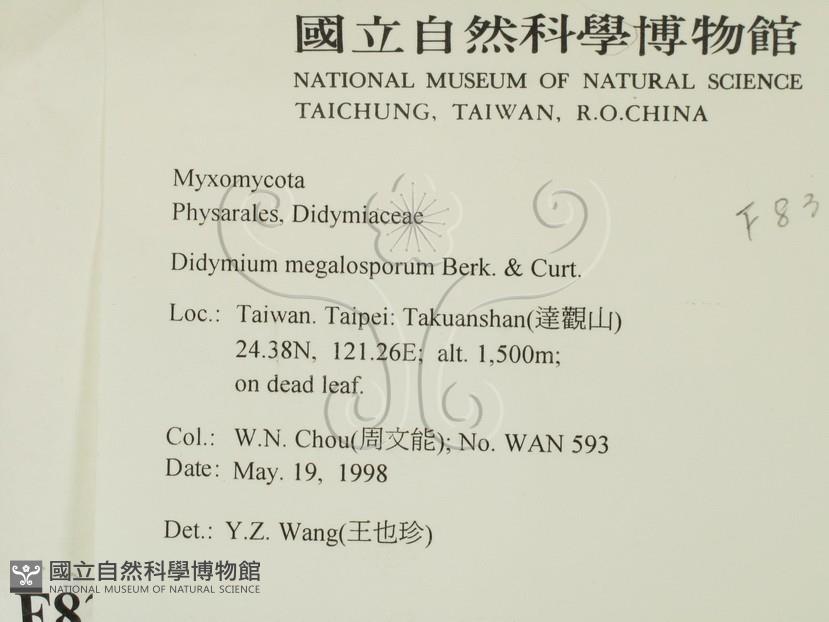 國立自然科學博物館
NATIONAL MUSEUM OF NATURAL SCIENCE
TAICHUNG, TAIWAN, R.O.CHINA
F83
Myxomycota
Physarales, Didymiaceae
Didymium megalosporum Berk. & Curt.
Loc.: Taiwan. Taipei: Takuanshan(達觀山)
24.38N, 121.26E; alt. 1,500m;
on dead leaf.
Col.: W.N. Chou(周文能); No. WAN 593
Date: May. 19, 1998
Det.: Y.Z. Wang(王也珍)
國立自然科學博物館
NATIONAL MUSEUM OF NATURAL SCIENCE